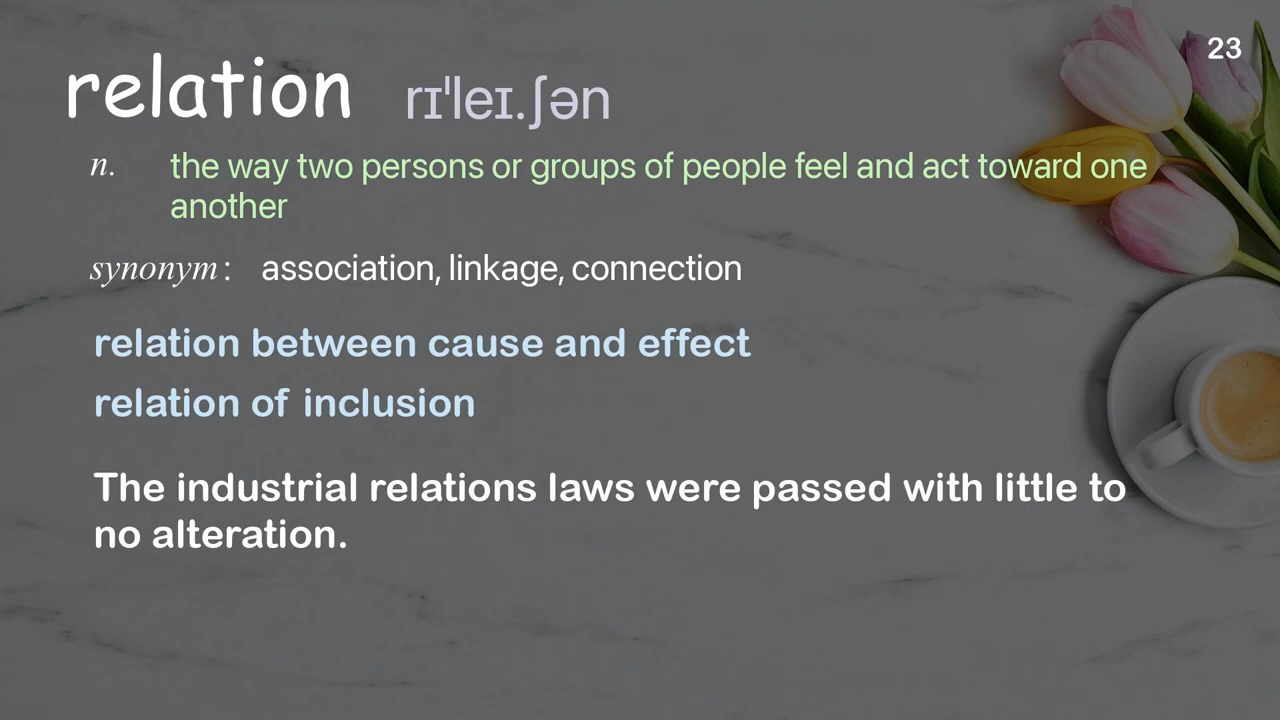 23
relation rɪˈleɪ.ʃən
n. the way two persons or groups of people feel and act toward one
another
synonym: association, linkage, connection
relation between cause and effect
relation of inclusion
The industrial relations laws were passed with little to
no alteration.